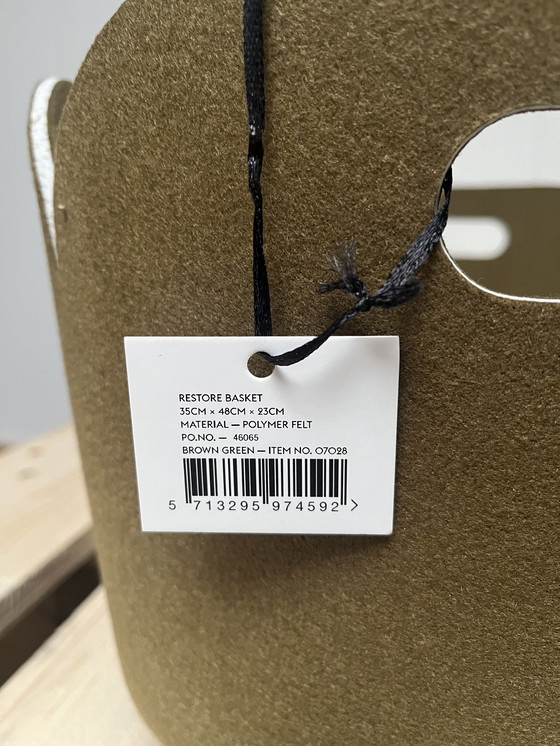 RESTORE BASKET
35CM × 48CM × 23CM
MATERIAL — POLYMER FELT
PO.NO. — 46065
BROWN GREEN — ITEM NO. 07028
5 713295 974592 >